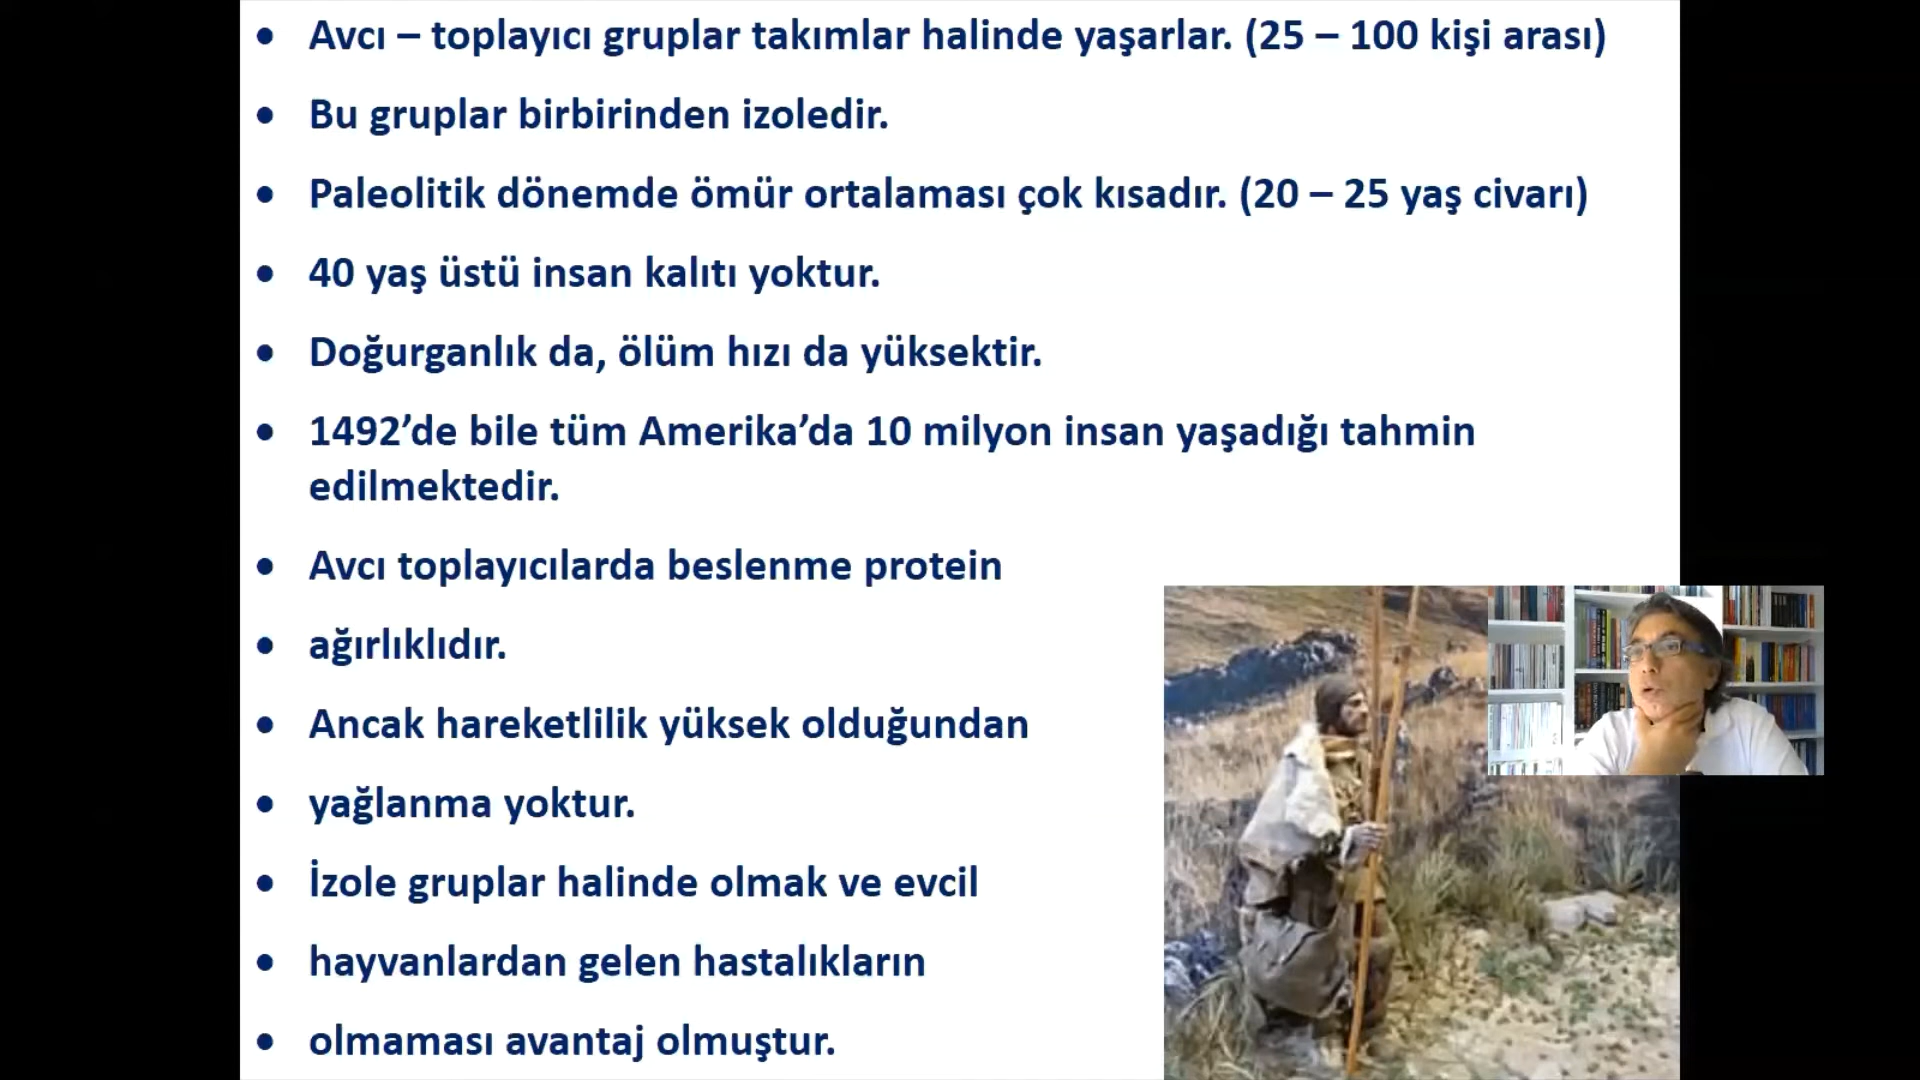 • Avcı – toplayıcı gruplar takımlar halinde yaşarlar. (25 – 100 kişi arası)
• Bu gruplar birbirinden izoledir.
• Paleolitik dönemde ömür ortalaması çok kısadır. (20 – 25 yaş civarı)
• 40 yaş üstü insan kalıtı yoktur.
• Doğurganlık da, ölüm hızı da yüksektir.
• 1492’de bile tüm Amerika’da 10 milyon insan yaşadığı tahmin
edilmektedir.
• Avcı toplayıcılarda beslenme protein
• ağırlıklıdır.
• Ancak hareketlilik yüksek olduğundan
• yağlanma yoktur.
• İzole gruplar halinde olmak ve evcil
• hayvanlardan gelen hastalıkların
• olmaması avantaj olmuştur.